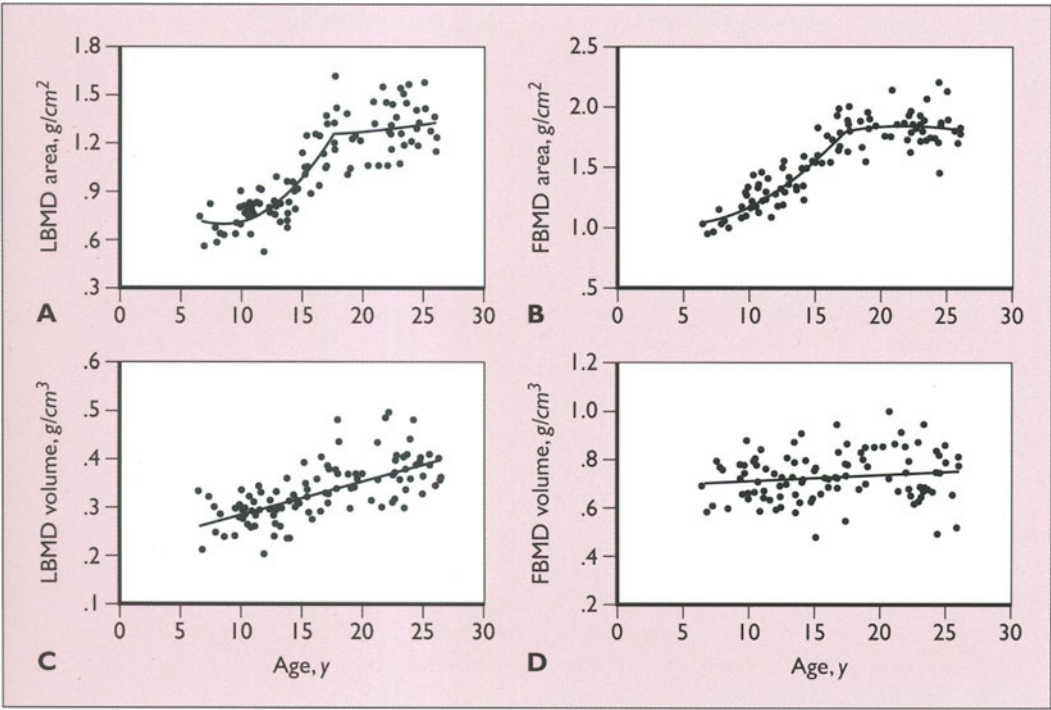 LBMD area, g/cm²
1.8
1.5
1.2
.9
.6
.3
0 5 10 15 20 25 30
A
FBMD area, g/cm²
2.5
2.0
1.5
1.0
.5
0 5 10 15 20 25 30
B
LBMD volume, g/cm³
.6
.5
.4
.3
.2
.1
0 5 10 15 20 25 30
C
Age, y
FBMD volume, g/cm³
1.2
1.0
.8
.6
.4
.2
0 5 10 15 20 25 30
D
Age, y